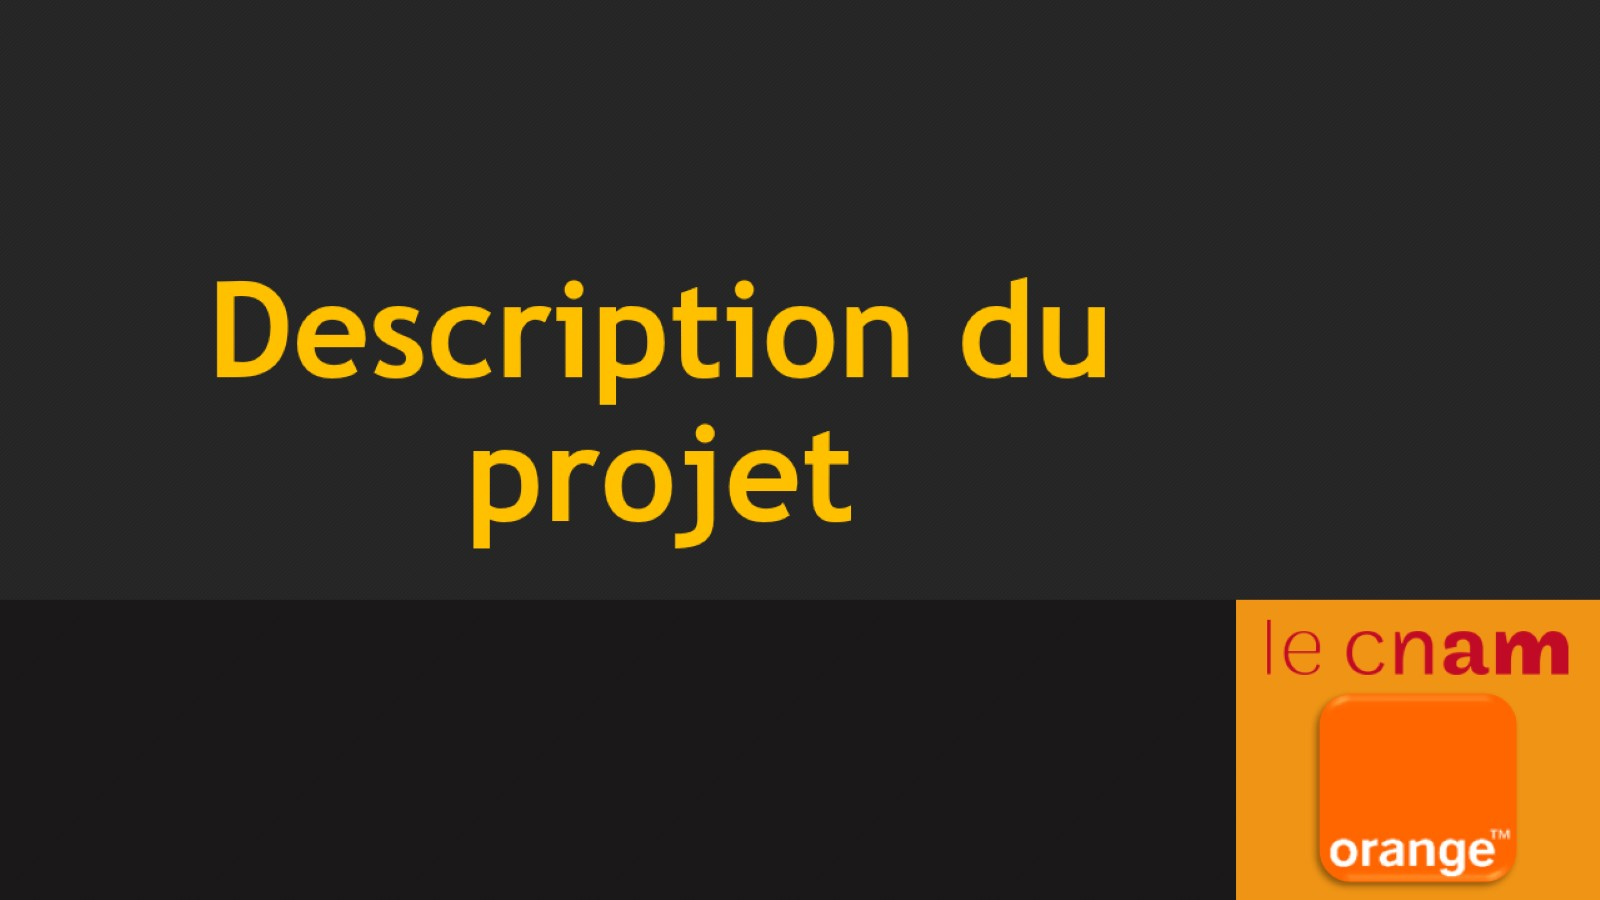 Description du
projet
le cnam
orange™